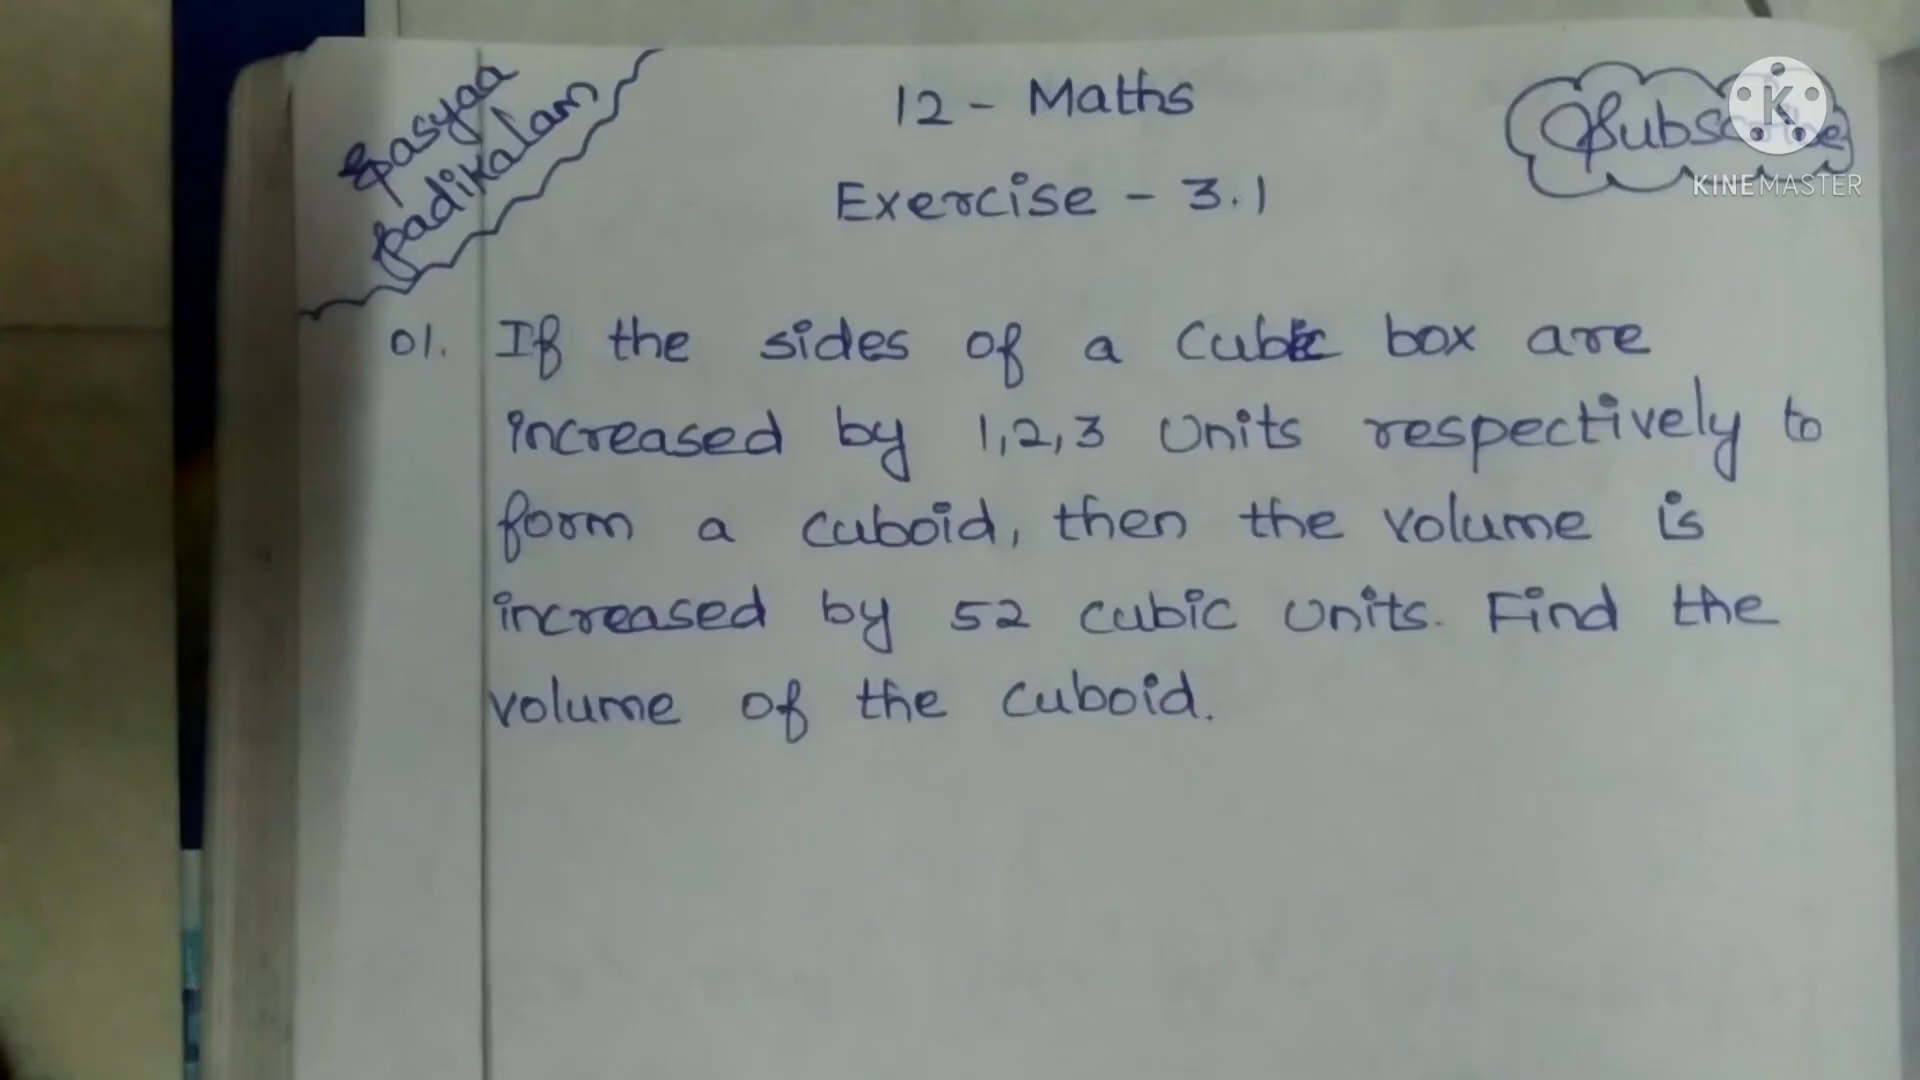 Easyaa
padikalam
12 - Maths
Subscribe
KINEMASTER
Exercise - 3.1
01. If the sides of a cubic box are
increased by 1,2,3 units respectively to
form a cuboid, then the volume is
increased by 52 cubic units. Find the
volume of the cuboid.